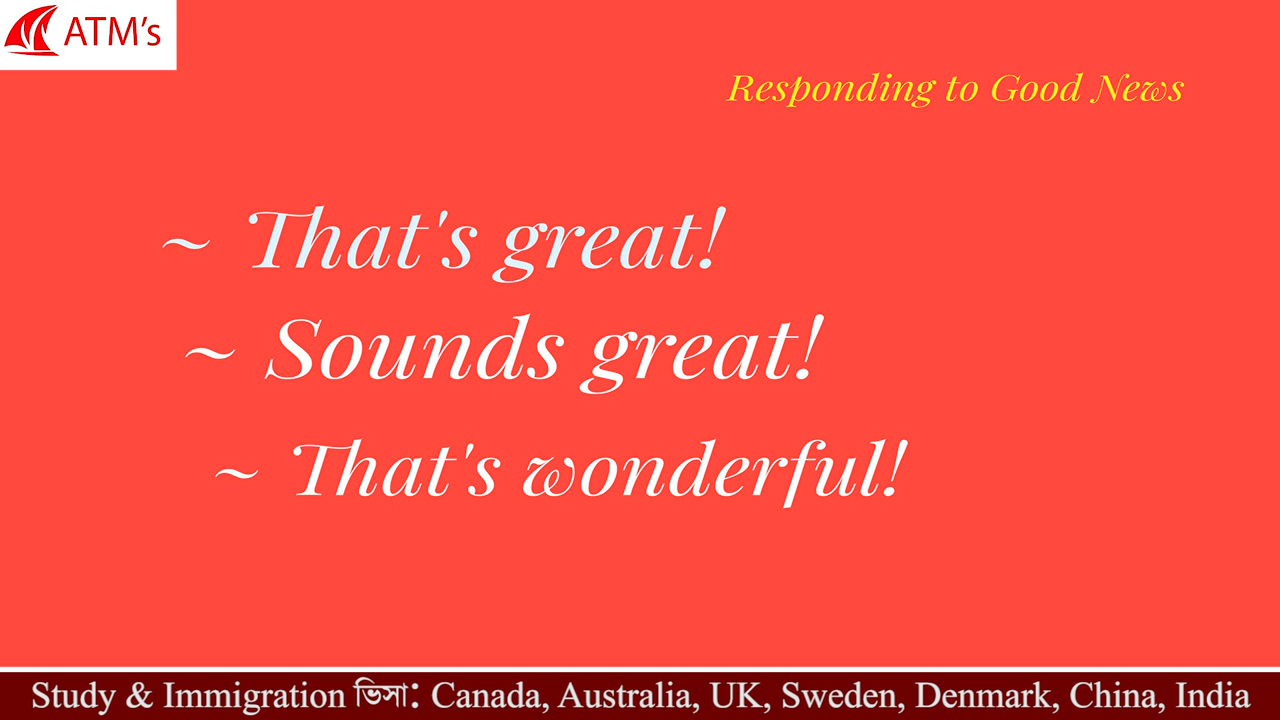 ATM's
Responding to Good News
~ That's great!
~ Sounds great!
~ That's wonderful!
Study & Immigration ভিসা: Canada, Australia, UK, Sweden, Denmark, China, India